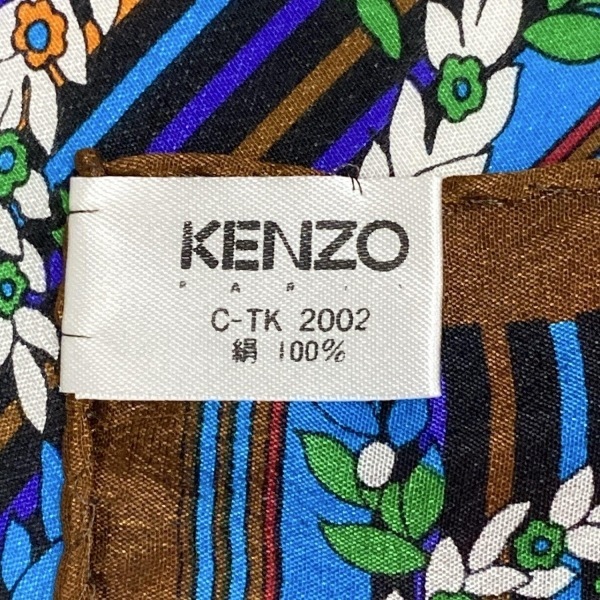 KENZO
PARIS
C-TK 2002
絹 100%